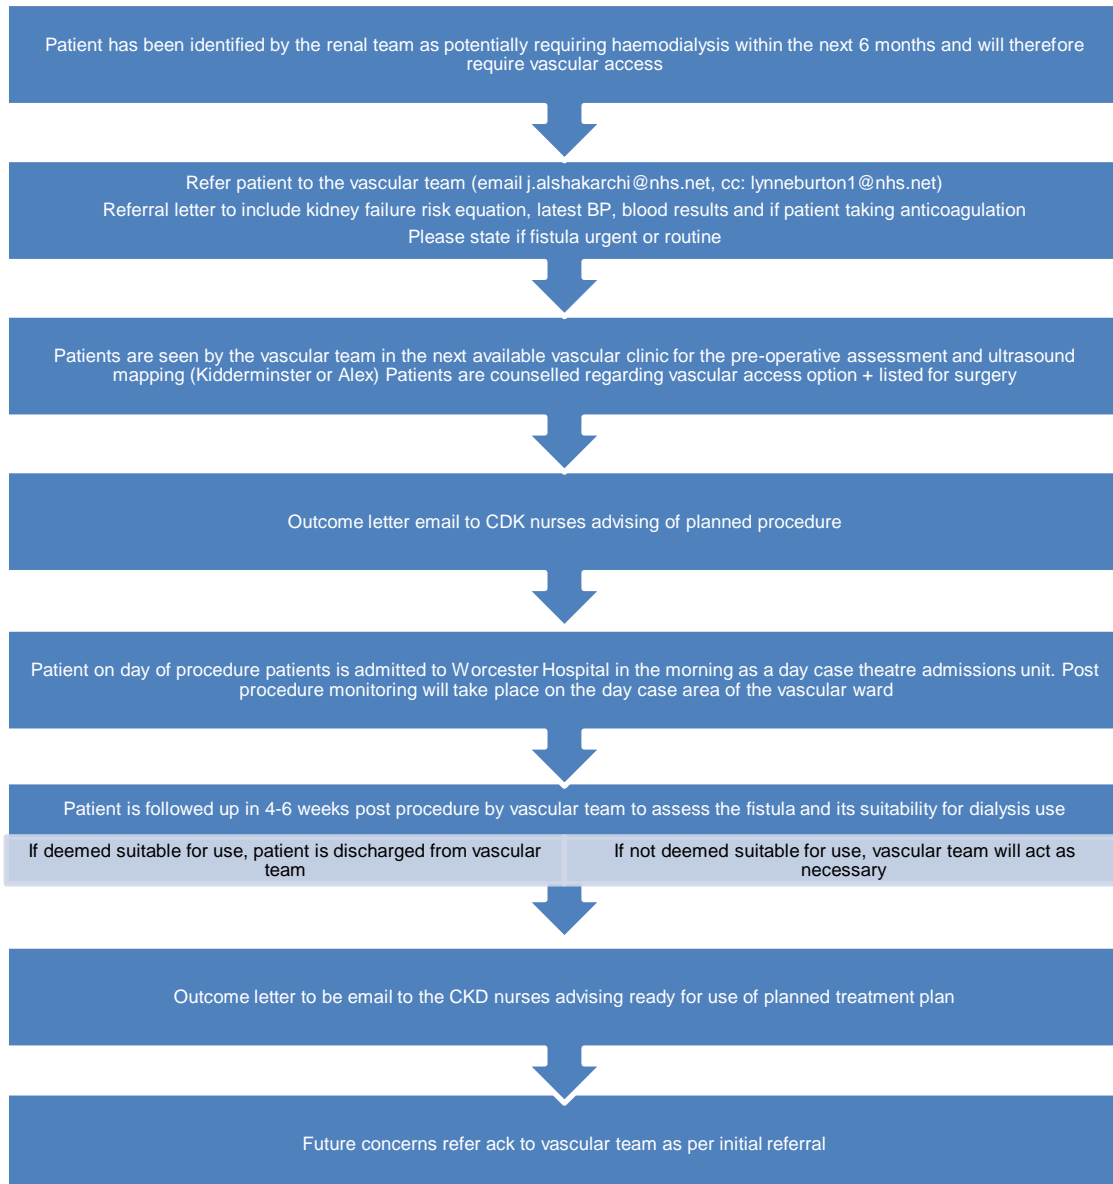 Patient has been identified by the renal team as potentially requiring haemodialysis within the next 6 months and will therefore
require vascular access
Refer patient to the vascular team (email j.alshakarchi@nhs.net, cc: lynneburton1@nhs.net)
Referral letter to include kidney failure risk equation, latest BP, blood results and if patient taking anticoagulation
Please state if fistula urgent or routine
Patients are seen by the vascular team in the next available vascular clinic for the pre-operative assessment and ultrasound
mapping (Kidderminster or Alex) Patients are counselled regarding vascular access option + listed for surgery
Outcome letter email to CDK nurses advising of planned procedure
Patient on day of procedure patients is admitted to Worcester Hospital in the morning as a day case theatre admissions unit. Post
procedure monitoring will take place on the day case area of the vascular ward
Patient is followed up in 4-6 weeks post procedure by vascular team to assess the fistula and its suitability for dialysis use
If deemed suitable for use, patient is discharged from vascular
team
If not deemed suitable for use, vascular team will act as
necessary
Outcome letter to be email to the CKD nurses advising ready for use of planned treatment plan
Future concerns refer ack to vascular team as per initial referral